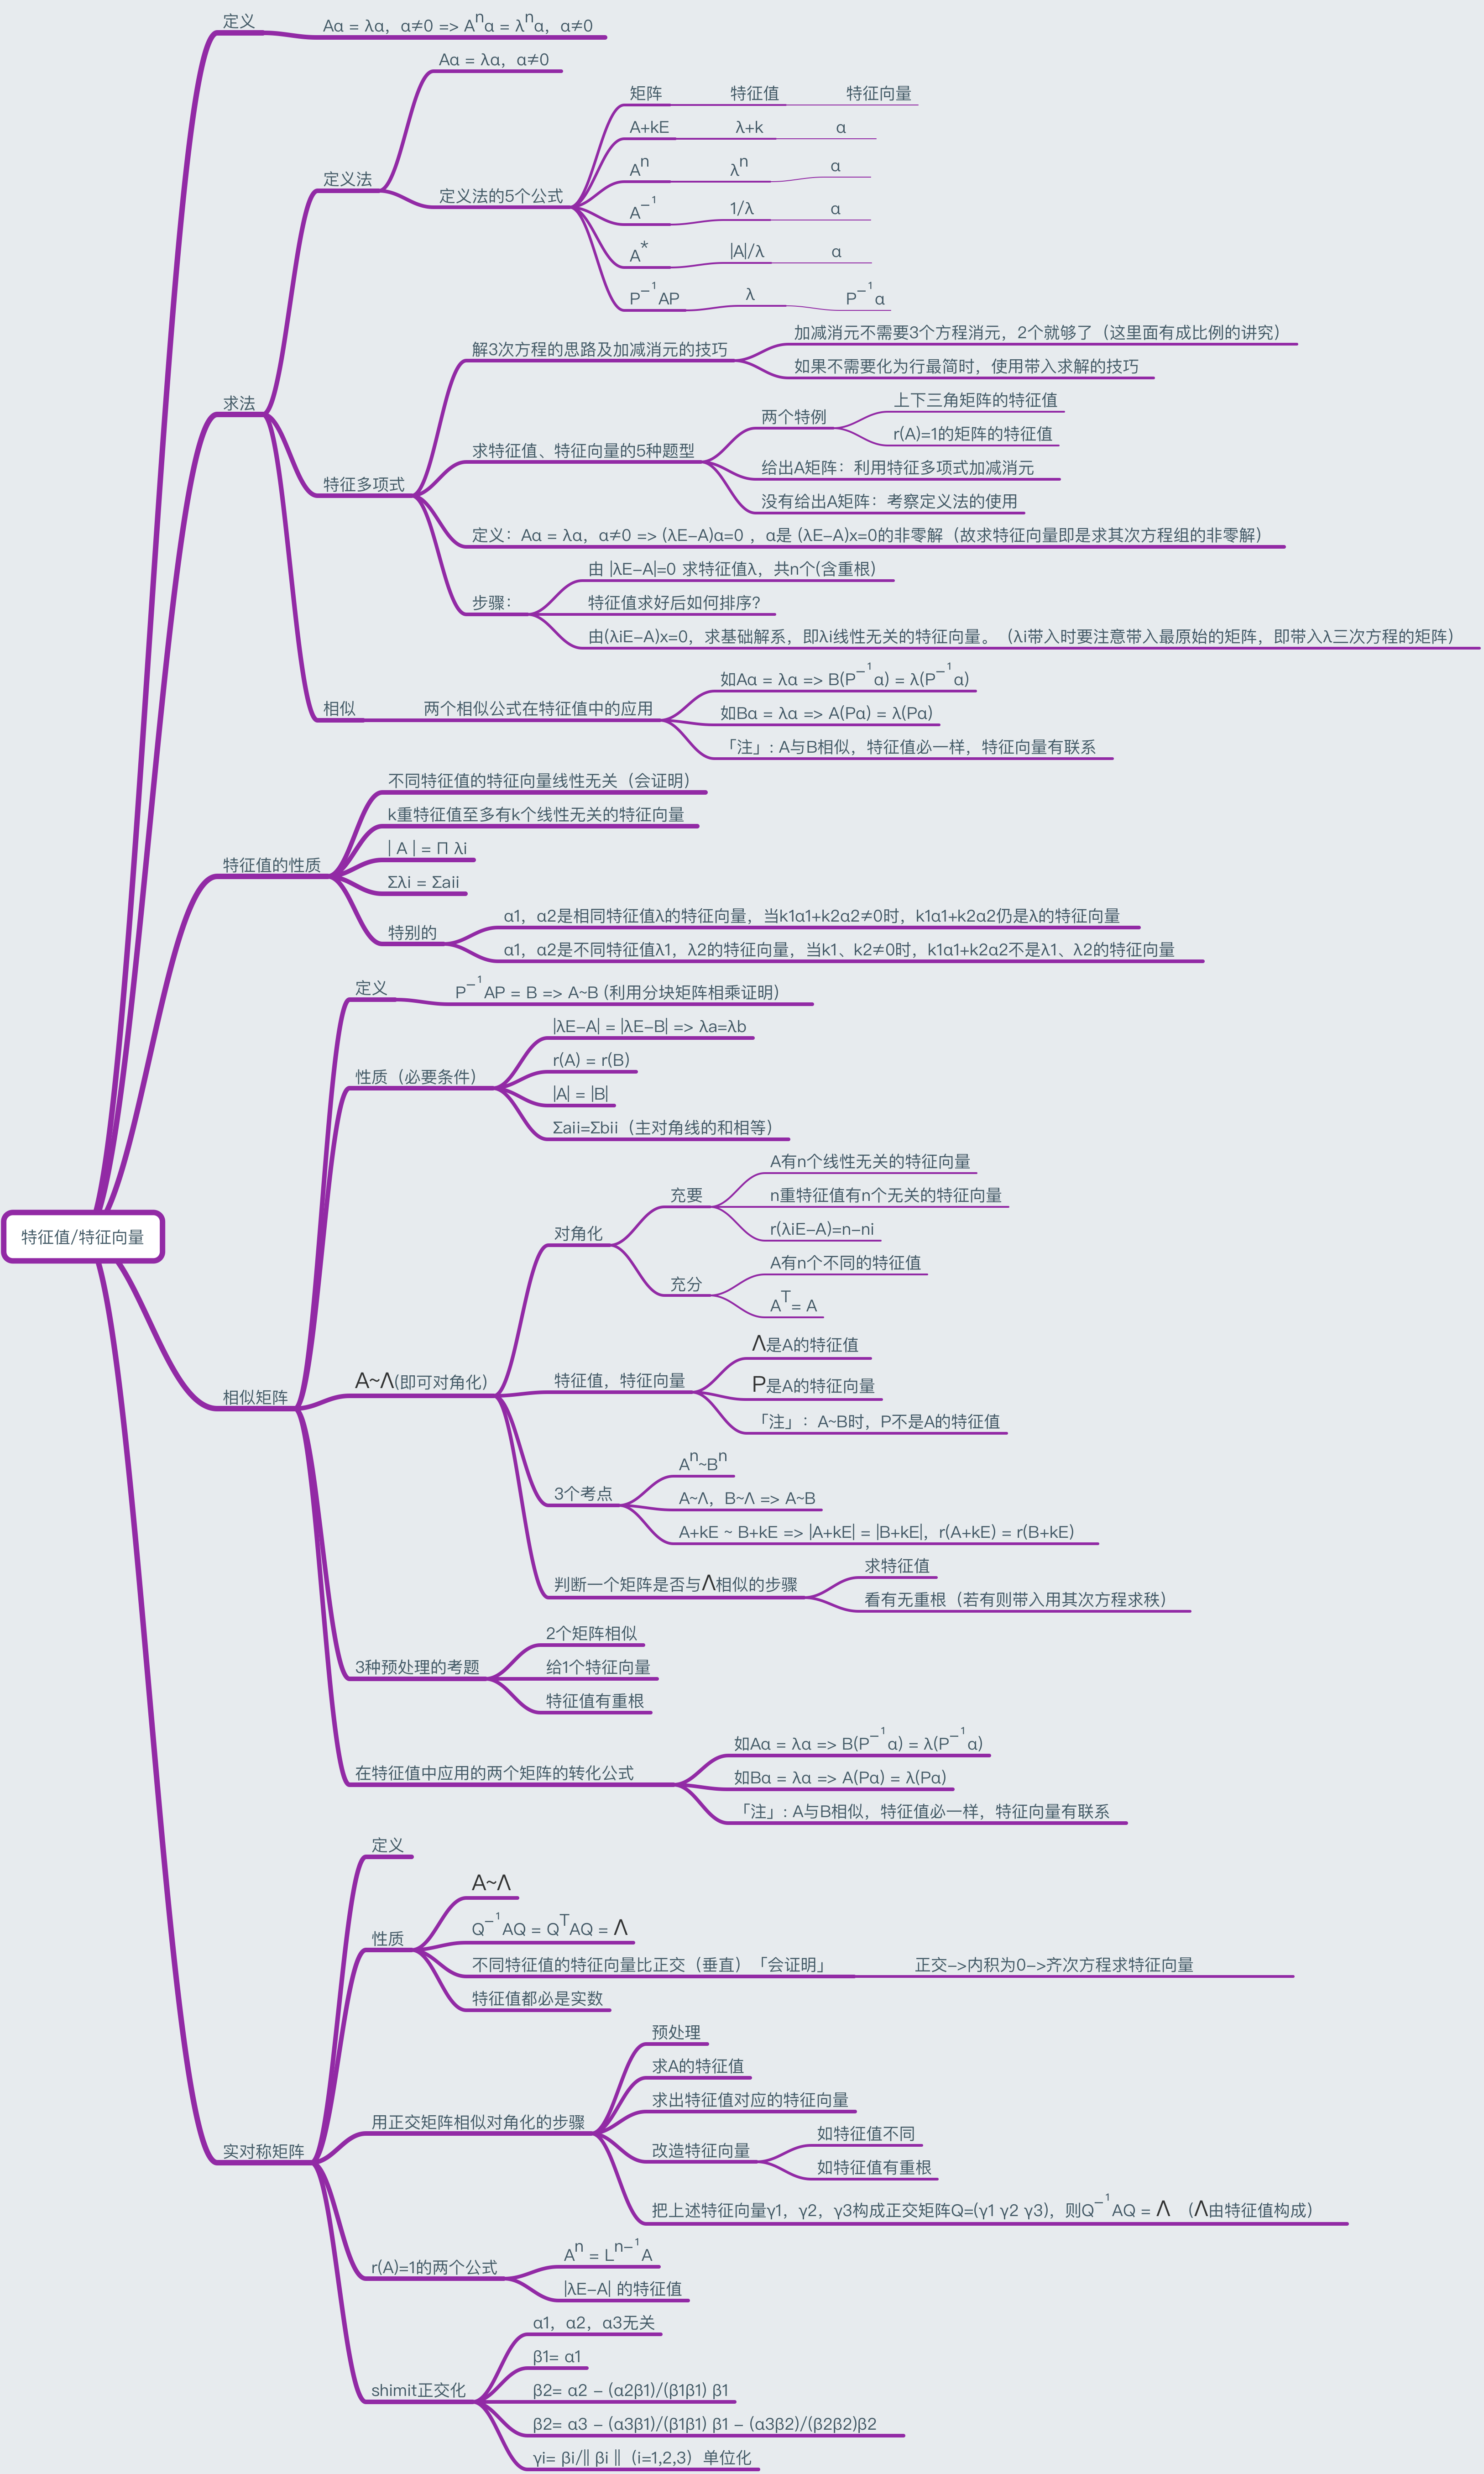 特征值/特征向量
定义
Aα = λα，α≠0 => Aⁿα = λⁿα，α≠0
求法
定义法
Aα = λα，α≠0
定义法的5个公式
矩阵 特征值 特征向量
A+kE λ+k α
Aⁿ λⁿ α
A⁻¹ 1/λ α
A* |A|/λ α
P⁻¹AP λ P⁻¹α
特征多项式
解3次方程的思路及加减消元的技巧
加减消元不需要3个方程消元，2个就够了（这里面有成比例的讲究）
如果不需要化为行最简时，使用带入求解的技巧
求特征值、特征向量的5种题型
两个特例
上下三角矩阵的特征值
r(A)=1的矩阵的特征值
给出A矩阵：利用特征多项式加减消元
没有给出A矩阵：考察定义法的使用
定义：Aα = λα，α≠0 => (λE-A)α=0 ，α是 (λE-A)x=0的非零解（故求特征向量即是求其次方程组的非零解）
步骤：
由 |λE-A|=0 求特征值λ，共n个(含重根)
特征值求好后如何排序?
由(λiE-A)x=0，求基础解系，即λi线性无关的特征向量。（λi带入时要注意带入最原始的矩阵，即带入λ三次方程的矩阵）
相似
两个相似公式在特征值中的应用
如Aα = λα => B(P⁻¹α) = λ(P⁻¹α)
如Bα = λα => A(Pα) = λ(Pα)
「注」: A与B相似，特征值必一样，特征向量有联系
特征值的性质
不同特征值的特征向量线性无关（会证明）
k重特征值至多有k个线性无关的特征向量
| A | = Π λi
Σλi = Σaii
特别的
α1，α2是相同特征值λ的特征向量，当k1α1+k2α2≠0时，k1α1+k2α2仍是λ的特征向量
α1，α2是不同特征值λ1，λ2的特征向量，当k1、k2≠0时，k1α1+k2α2不是λ1、λ2的特征向量
相似矩阵
定义
P⁻¹AP = B => A~B (利用分块矩阵相乘证明)
性质（必要条件）
|λE-A| = |λE-B| => λa=λb
r(A) = r(B)
|A| = |B|
Σaii=Σbii（主对角线的和相等）
A~Λ(即可对角化)
对角化
充要
A有n个线性无关的特征向量
n重特征值有n个无关的特征向量
r(λiE-A)=n-ni
充分
A有n个不同的特征值
Aᵀ= A
特征值，特征向量
Λ是A的特征值
P是A的特征向量
「注」：A~B时，P不是A的特征值
3个考点
Aⁿ~Bⁿ
A~Λ，B~Λ => A~B
A+kE ~ B+kE => |A+kE| = |B+kE|，r(A+kE) = r(B+kE)
判断一个矩阵是否与Λ相似的步骤
求特征值
看有无重根（若有则带入用其次方程求秩）
3种预处理的考题
2个矩阵相似
给1个特征向量
特征值有重根
在特征值中应用的两个矩阵的转化公式
如Aα = λα => B(P⁻¹α) = λ(P⁻¹α)
如Bα = λα => A(Pα) = λ(Pα)
「注」: A与B相似，特征值必一样，特征向量有联系
实对称矩阵
定义
性质
A~Λ
Q⁻¹AQ = QᵀAQ = Λ
不同特征值的特征向量比正交（垂直）「会证明」 正交->内积为0->齐次方程求特征向量
特征值都必是实数
用正交矩阵相似对角化的步骤
预处理
求A的特征值
求出特征值对应的特征向量
改造特征向量
如特征值不同
如特征值有重根
把上述特征向量γ1，γ2，γ3构成正交矩阵Q=(γ1 γ2 γ3)，则Q⁻¹AQ = Λ （Λ由特征值构成）
r(A)=1的两个公式
Aⁿ = Lⁿ⁻¹A
|λE-A| 的特征值
shimit正交化
α1，α2，α3无关
β1= α1
β2= α2 - (α2β1)/(β1β1) β1
β2= α3 - (α3β1)/(β1β1) β1 - (α3β2)/(β2β2)β2
γi= βi/|| βi ||（i=1,2,3）单位化